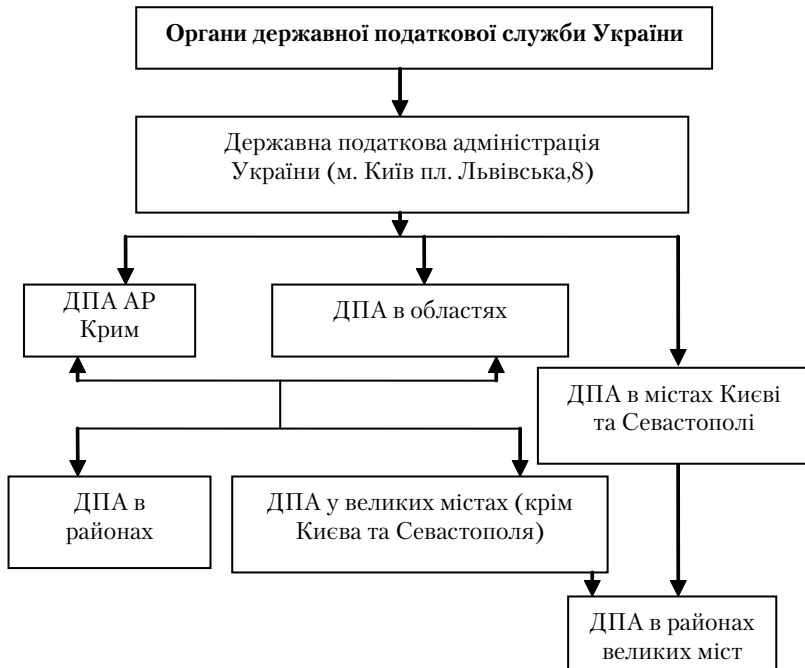 Органи державної податкової служби України
Державна податкова адміністрація
України (м. Київ пл. Львівська,8)
ДПА АР
Крим
ДПА в областях
ДПА в містах Києві
та Севастополі
ДПА в
районах
ДПА у великих містах (крім
Києва та Севастополя)
ДПА в районах
великих міст